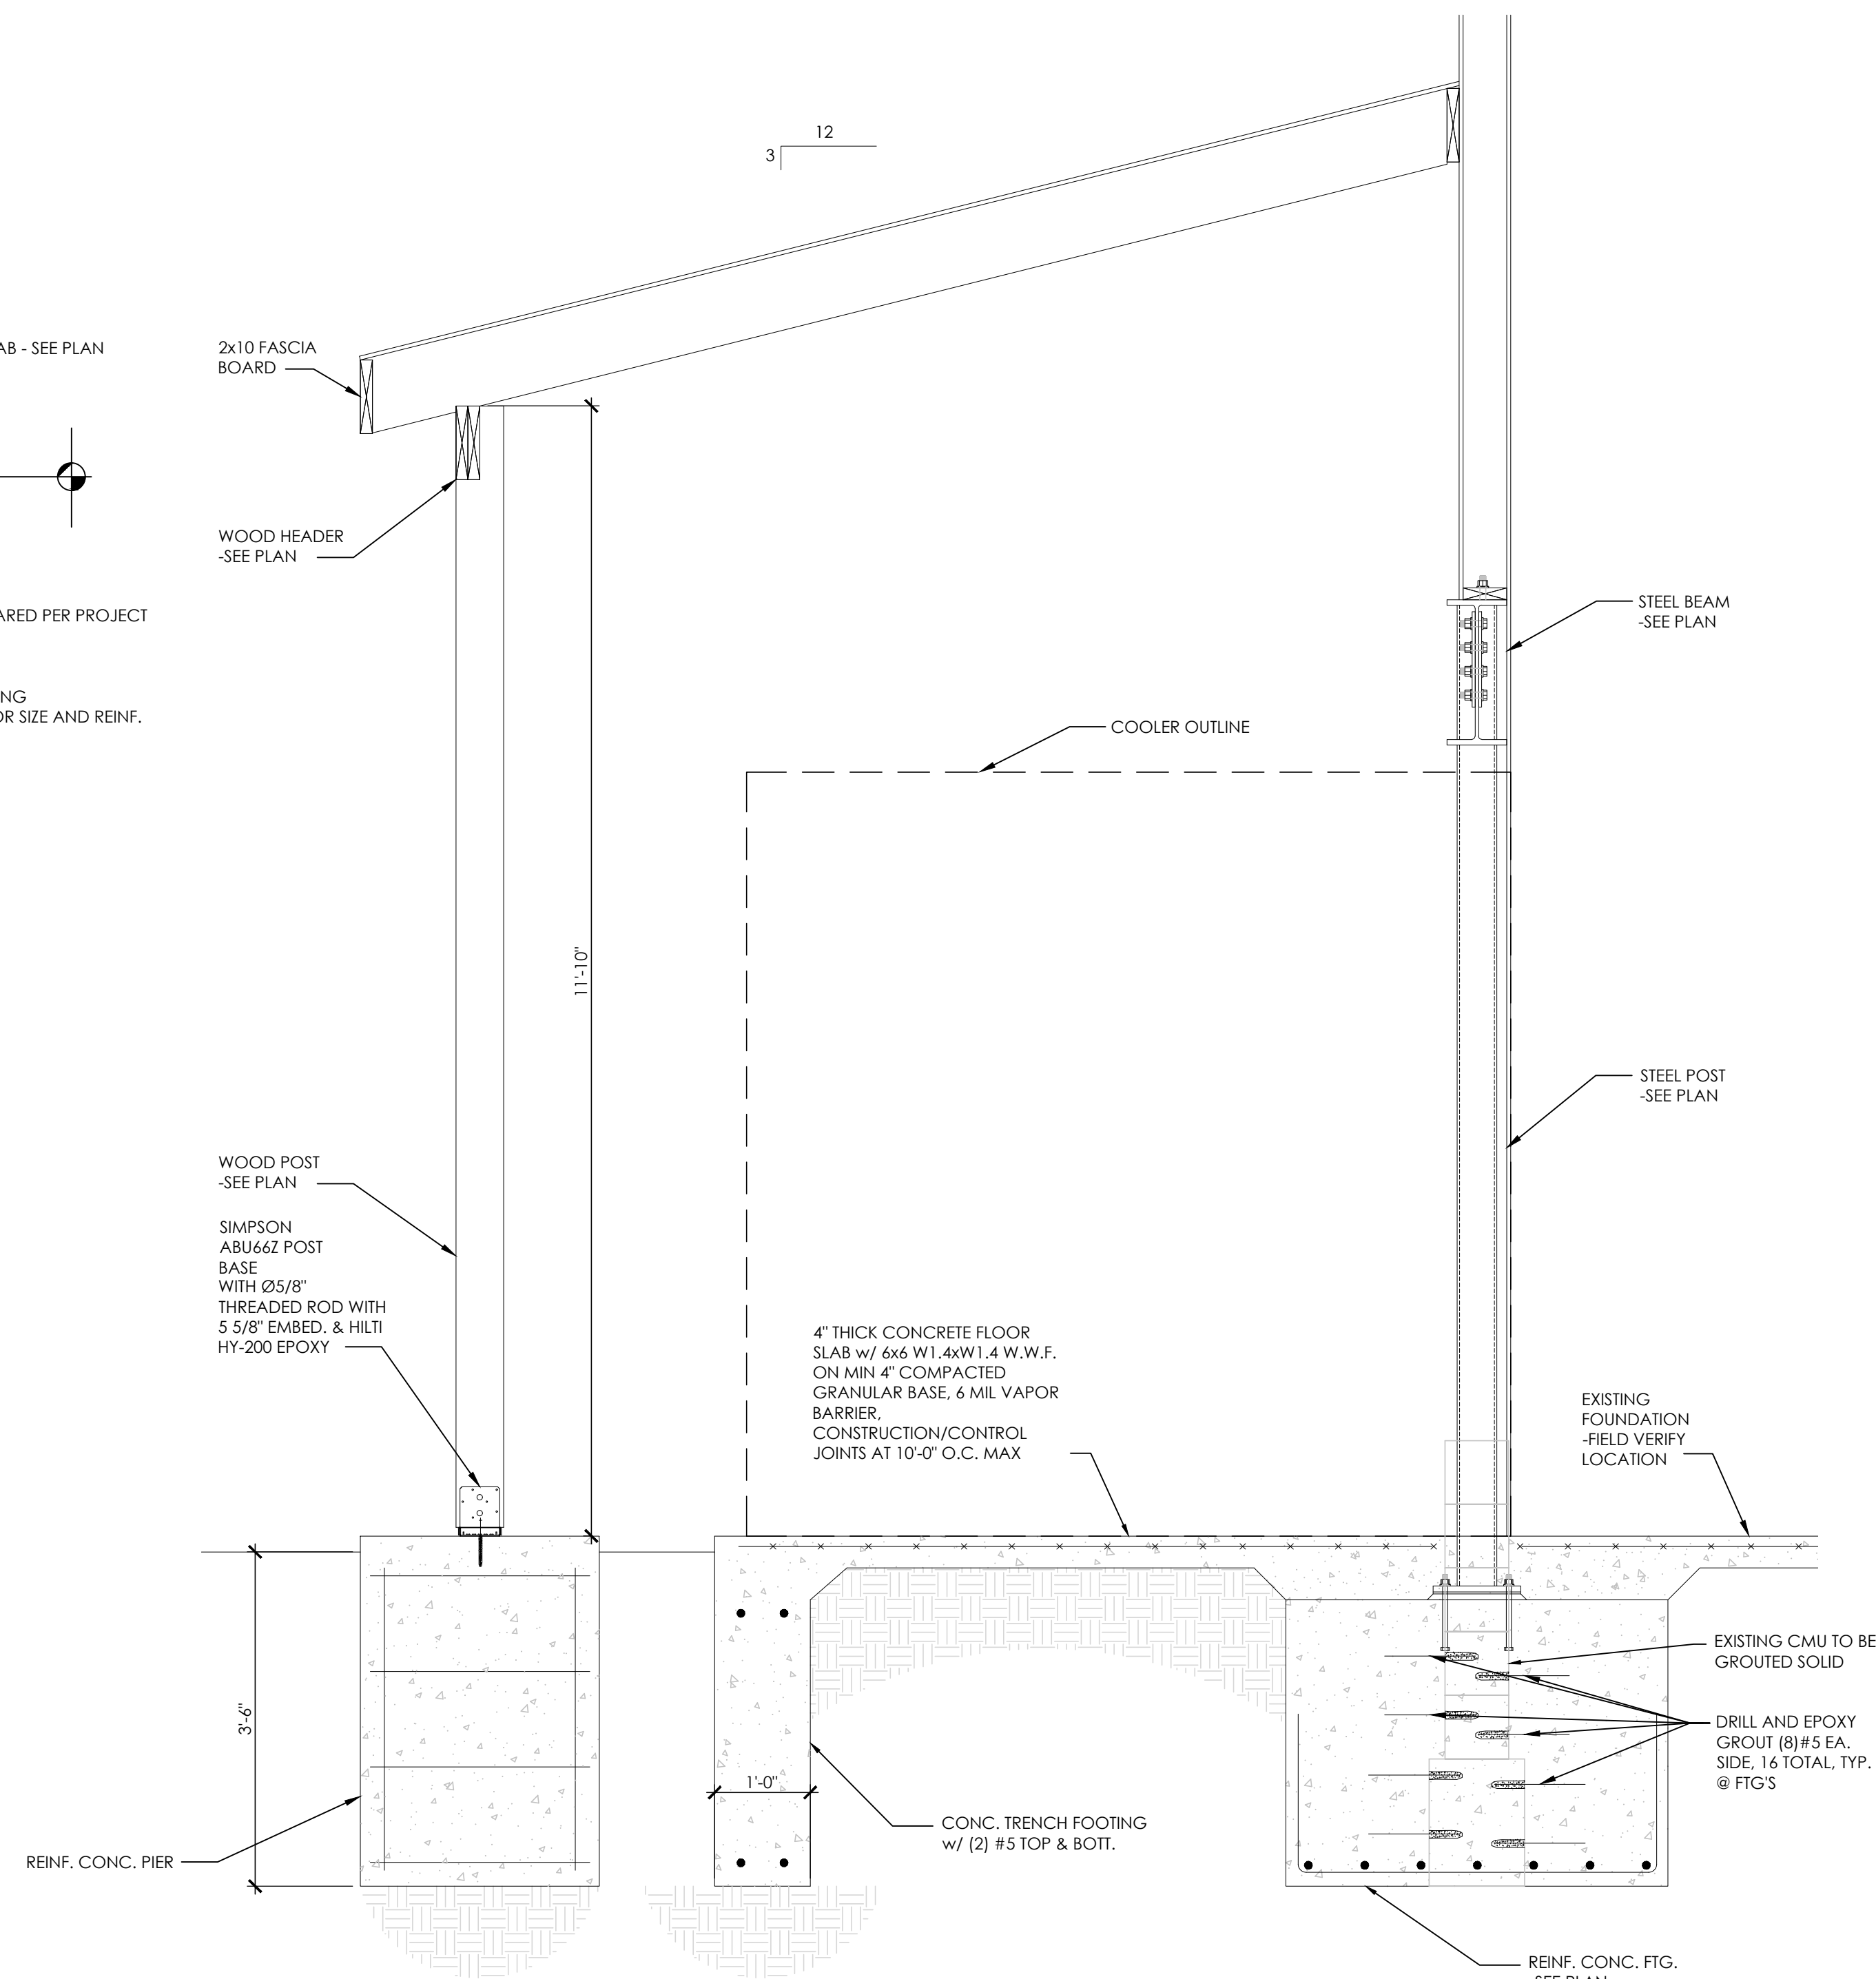 12
3
AB - SEE PLAN
2x10 FASCIA
BOARD
WOOD HEADER
-SEE PLAN
ARED PER PROJECT
STEEL BEAM
-SEE PLAN
NG
OR SIZE AND REINF.
COOLER OUTLINE
11'-10"
STEEL POST
-SEE PLAN
WOOD POST
-SEE PLAN
SIMPSON
ABU66Z POST
BASE
WITH Ø5/8"
THREADED ROD WITH
5 5/8" EMBED. & HILTI
HY-200 EPOXY
4" THICK CONCRETE FLOOR
SLAB w/ 6x6 W1.4xW1.4 W.W.F.
ON MIN 4" COMPACTED
GRANULAR BASE, 6 MIL VAPOR
BARRIER,
CONSTRUCTION/CONTROL
JOINTS AT 10'-0" O.C. MAX
EXISTING
FOUNDATION
-FIELD VERIFY
LOCATION
EXISTING CMU TO BE
GROUTED SOLID
3'-6"
DRILL AND EPOXY
GROUT (8)#5 EA.
SIDE, 16 TOTAL, TYP.
@ FTG'S
1'-0"
CONC. TRENCH FOOTING
w/ (2) #5 TOP & BOTT.
REINF. CONC. PIER
REINF. CONC. FTG.
-SEE PLAN